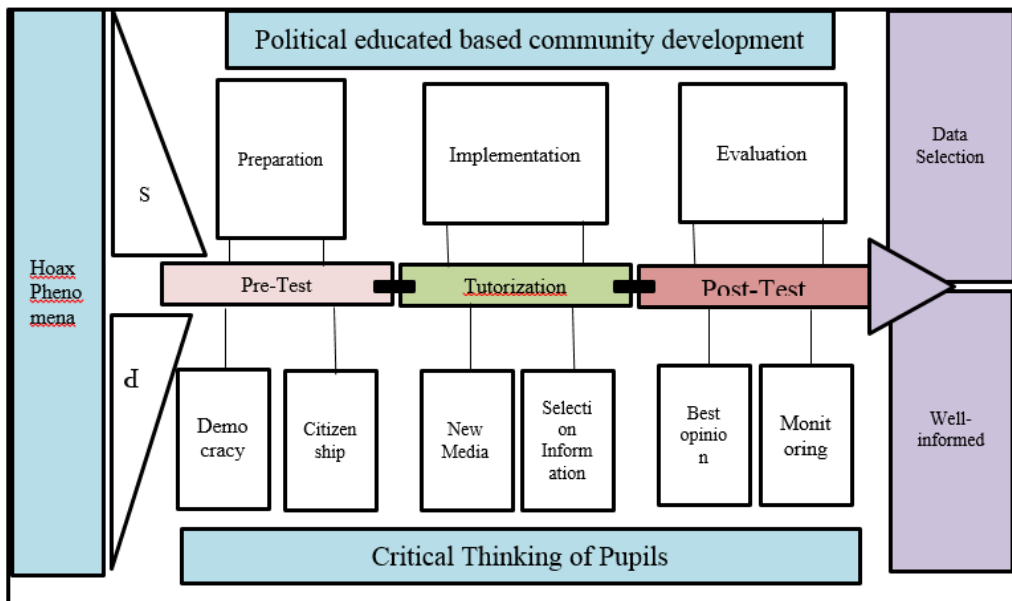 Political educated based community development
Hoax
Pheno
mena
S
d
Preparation
Implementation
Evaluation
Pre-Test
Tutorization
Post-Test
Demo
cracy
Citizen
ship
New
Media
Selecti
on
Inform
ation
Best
opinio
n
Monit
oring
Critical Thinking of Pupils
Data
Selection
Well-
informed